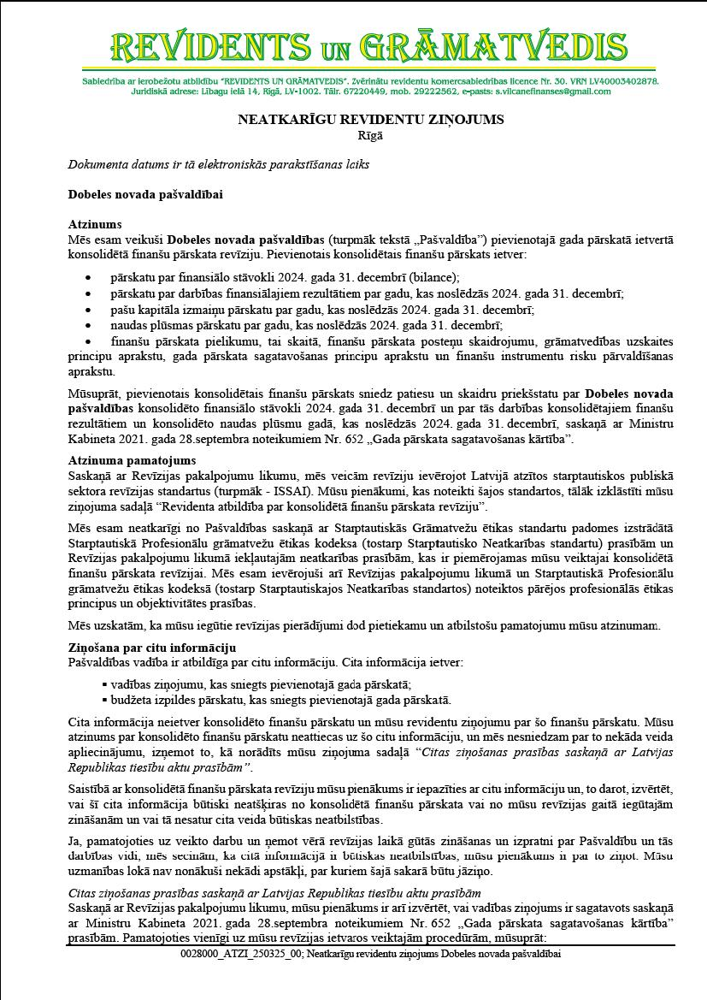 REVIDENTS UN GRĀMATVEDIS
Sabiedrība ar ierobežotu atbildību "REVIDENTS UN GRĀMATVEDIS". Zvērinātu revidentu komercsabiedrības licence Nr. 30. VRN LV40003402878.
Juridiskā adrese: Lībagu ielā 14, Rīgā, LV-1002. Tālr. 67220449, mob. 29222562, e-pasts: s.vilcanefinanses@gmail.com
NEATKARĪGU REVIDENTU ZIŅOJUMS
Rīgā
Dokumenta datums ir tā elektroniskās parakstīšanas laiks
Dobeles novada pašvaldībai
Atzinums
Mēs esam veikuši Dobeles novada pašvaldības (turpmāk tekstā „Pašvaldība") pievienotajā gada pārskatā ietvertā
konsolidētā finanšu pārskata revīziju. Pievienotais konsolidētais finanšu pārskats ietver:
• pārskatu par finansiālo stāvokli 2024. gada 31. decembrī (bilance);
• pārskatu par darbības finansiālajiem rezultātiem par gadu, kas noslēdzās 2024. gada 31. decembrī;
• pašu kapitāla izmaiņu pārskatu par gadu, kas noslēdzās 2024. gada 31. decembrī;
• naudas plūsmas pārskatu par gadu, kas noslēdzās 2024. gada 31. decembrī;
• finanšu pārskata pielikumu, tai skaitā, finanšu pārskata posteņu skaidrojumu, grāmatvedības uzskaites
principu aprakstu, gada pārskata sagatavošanas principu aprakstu un finanšu instrumentu risku pārvaldīšanas
aprakstu.
Mūsuprāt, pievienotais konsolidētais finanšu pārskats sniedz patiesu un skaidru priekšstatu par Dobeles novada
pašvaldības konsolidēto finansiālo stāvokli 2024. gada 31. decembrī un par tās darbības konsolidētajiem finanšu
rezultātiem un konsolidēto naudas plūsmu gadā, kas noslēdzās 2024. gada 31. decembrī, saskaņā ar Ministru
Kabineta 2021. gada 28.septembra noteikumiem Nr. 652 „Gada pārskata sagatavošanas kārtība".
Atzinuma pamatojums
Saskaņā ar Revīzijas pakalpojumu likumu, mēs veicām revīziju ievērojot Latvijā atzītos starptautiskos publiskā
sektora revīzijas standartus (turpmāk - ISSAI). Mūsu pienākumi, kas noteikti šajos standartos, tālāk izklāstīti mūsu
ziņojuma sadaļā "Revidenta atbildība par konsolidētā finanšu pārskata revīziju".
Mēs esam neatkarīgi no Pašvaldības saskaņā ar Starptautiskās Grāmatvežu ētikas standartu padomes izstrādātā
Starptautiskā Profesionālu grāmatvežu ētikas kodeksa (tostarp Starptautisko Neatkarības standartu) prasībām un
Revīzijas pakalpojumu likumā iekļautajām neatkarības prasībām, kas ir piemērojamas mūsu veiktajai konsolidētā
finanšu pārskata revīzijai. Mēs esam ievērojuši arī Revīzijas pakalpojumu likumā un Starptautiskā Profesionālu
grāmatvežu ētikas kodeksā (tostarp Starptautiskajos Neatkarības standartos) noteiktos pārējos profesionālās ētikas
principus un objektivitātes prasības.
Mēs uzskatām, ka mūsu iegūtie revīzijas pierādījumi dod pietiekamu un atbilstošu pamatojumu mūsu atzinumam.
Ziņošana par citu informāciju
Pašvaldības vadība ir atbildīga par citu informāciju. Cita informācija ietver:
▪ vadības ziņojumu, kas sniegts pievienotajā gada pārskatā;
▪ budžeta izpildes pārskatu, kas sniegts pievienotajā gada pārskatā.
Cita informācija neietver konsolidēto finanšu pārskatu un mūsu revidentu ziņojumu par šo finanšu pārskatu. Mūsu
atzinums par konsolidēto finanšu pārskatu neattiecas uz šo citu informāciju, un mēs nesniedzam par to nekāda veida
apliecinājumu, izņemot to, kā norādīts mūsu ziņojuma sadaļā "Citas ziņošanas prasības saskaņā ar Latvijas
Republikas tiesību aktu prasībām".
Saistībā ar konsolidētā finanšu pārskata revīziju mūsu pienākums ir iepazīties ar citu informāciju un, to darot, izvērtēt,
vai šī cita informācija būtiski neatšķiras no konsolidētā finanšu pārskata vai no mūsu revīzijas gaitā iegūtajām
zināšanām un vai tā nesatur cita veida būtiskas neatbilstības.
Ja, pamatojoties uz veikto darbu un ņemot vērā revīzijas laikā gūtās zināšanas un izpratni par Pašvaldību un tās
darbības vidi, mēs secinām, ka citā informācijā ir būtiskas neatbilstības, mūsu pienākums ir par to ziņot. Mūsu
uzmanības lokā nav nonākuši nekādi apstākļi, par kuriem šajā sakarā būtu jāziņo.
Citas ziņošanas prasības saskaņā ar Latvijas Republikas tiesību aktu prasībām
Saskaņā ar Revīzijas pakalpojumu likumu, mūsu pienākums ir arī izvērtēt, vai vadības ziņojums ir sagatavots saskaņā
ar Ministru Kabineta 2021. gada 28.septembra noteikumiem Nr. 652 „Gada pārskata sagatavošanas kārtība"
prasībām. Pamatojoties vienīgi uz mūsu revīzijas ietvaros veiktajām procedūrām, mūsuprāt:
0028000_ATZI_250325_00; Neatkarīgu revidentu ziņojums Dobeles novada pašvaldībai